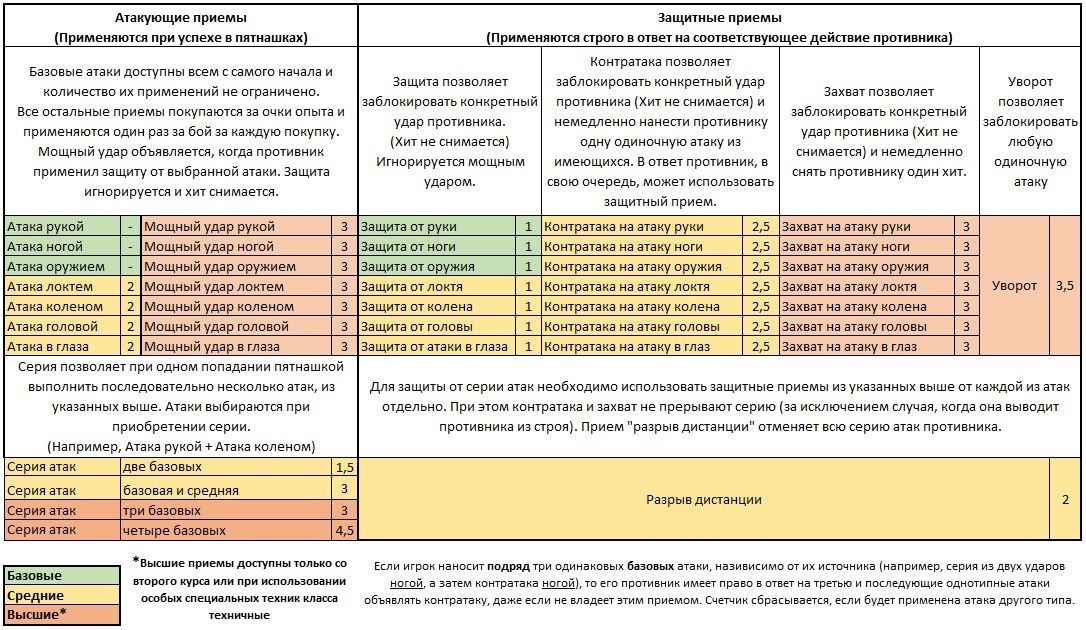 Атакующие приемы
(Применяются при успехе в пятнашках)
Защитные приемы
(Применяются строго в ответ на соответствующее действие противника)
Базовые атаки доступны всем с самого начала и
количество их применений не ограничено.
Все остальные приемы покупаются за очки опыта и
применяются один раз за бой за каждую покупку.
Мощный удар объявляется, когда противник
применил защиту от выбранной атаки. Защита
игнорируется и хит снимается.
Защита позволяет
заблокировать конкретный
удар противника.
(Хит не снимается)
Игнорируется мощным
ударом.
Контратака позволяет
заблокировать конкретный удар
противника (Хит не снимается) и
немедленно нанести противнику
одну одиночную атаку из
имеющихся. В ответ противник, в
свою очередь, может использовать
защитный прием.
Захват позволяет
заблокировать конкретный
удар противника (Хит не
снимается) и немедленно
снять противнику один хит.
Уворот
позволяет
заблокировать
любую
одиночную
атаку
Атака рукой - Мощный удар рукой 3 Защита от руки 1 Контратака на атаку руки 2,5 Захват на атаку руки 3
Атака ногой - Мощный удар ногой 3 Защита от ноги 1 Контратака на атаку ноги 2,5 Захват на атаку ноги 3
Атака оружием - Мощный удар оружием 3 Защита от оружия 1 Контратака на атаку оружия 2,5 Захват на атаку оружия 3
Атака локтем 2 Мощный удар локтем 3 Защита от локтя 1 Контратака на атаку локтя 2,5 Захват на атаку локтя 3 Уворот 3,5
Атака коленом 2 Мощный удар коленом 3 Защита от колена 1 Контратака на атаку колена 2,5 Захват на атаку колена 3
Атака головой 2 Мощный удар головой 3 Защита от головы 1 Контратака на атаку головы 2,5 Захват на атаку головы 3
Атака в глаза 2 Мощный удар в глаза 3 Защита от атаки в глаза 1 Контратака на атаку в глаз 2,5 Захват на атаку в глаз 3
Серия позволяет при одном попадании пятнашкой
выполнить последовательно несколько атак, из
указанных выше. Атаки выбираются при
приобретении серии.
(Например, Атака рукой + Атака коленом)
Для защиты от серии атак необходимо использовать защитные приемы из указанных выше от каждой из атак
отдельно. При этом контратака и захват не прерывают серию (за исключением случая, когда она выводит
противника из строя). Прием "разрыв дистанции" отменяет всю серию атак противника.
Серия атак две базовых 1,5
Серия атак базовая и средняя 3
Серия атак три базовых 3
Серия атак четыре базовых 4,5
Разрыв дистанции 2
Базовые
Средние
Высшие*
*Высшие приемы доступны только со
второго курса или при использовании
особых специальных техник класса
техничные
Если игрок наносит подряд три одинаковых базовых атаки, називисимо от их источника (например, серия из двух ударов
ногой, а затем контратака ногой), то его противник имеет право в ответ на третью и последующие однотипные атаки
объявлять контратаку, даже если не владеет этим приемом. Счетчик сбрасывается, если будет применена атака другого типа.